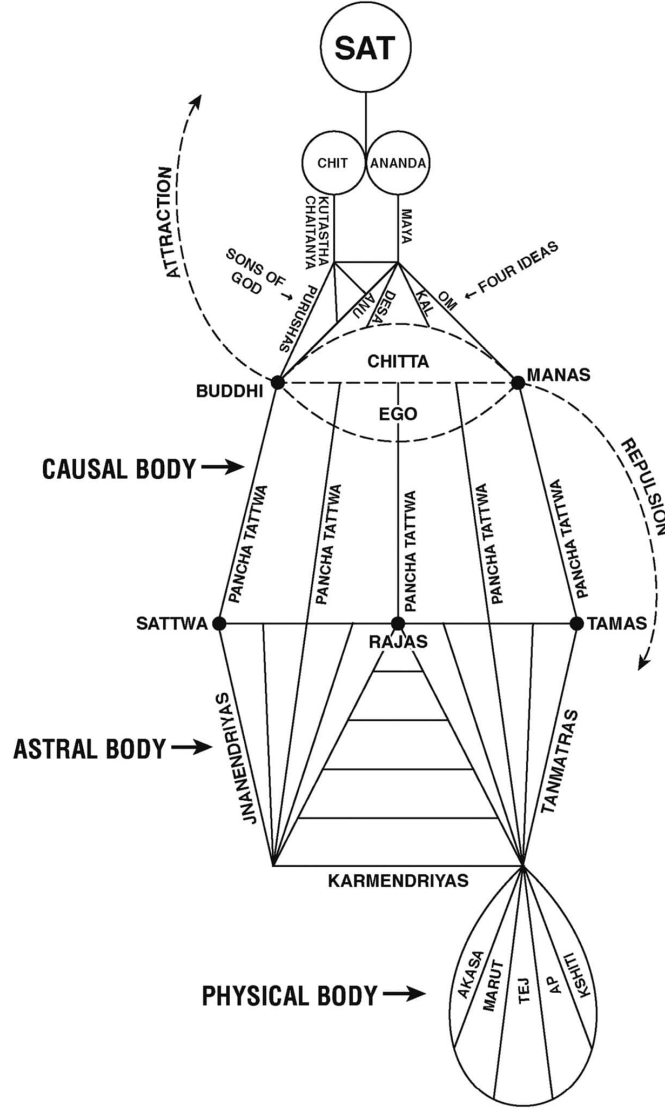 SAT
CHIT
ANANDA
ATTRACTION
KUTASTHA
CHAITANYA
MAYA
SONS OF
GOD
FOUR IDEAS
PURUSHAS
ANU
DESA
KAL
OM
CHITTA
BUDDHI
MANAS
EGO
REPULSION
CAUSAL BODY
PANCHA TATTWA
PANCHA TATTWA
PANCHA TATTWA
PANCHA TATTWA
PANCHA TATTWA
SATTWA
RAJAS
TAMAS
ASTRAL BODY
JNANENDRIYAS
TANMATRAS
KARMENDRIYAS
PHYSICAL BODY
AKASA
MARUT
TEJ
AP
KSHITI